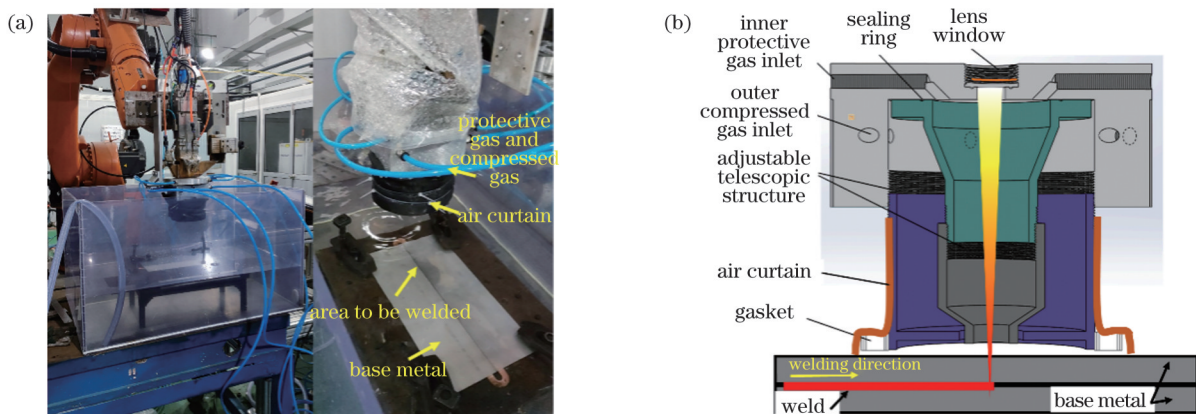 (a)
protective
gas and
compressed
gas
air curtain
area to be welded
base metal
(b)
inner
protective
gas inlet
sealing
ring
lens
window
outer
compressed
gas inlet
adjustable
telescopic
structure
air curtain
gasket
welding direction
weld
base metal